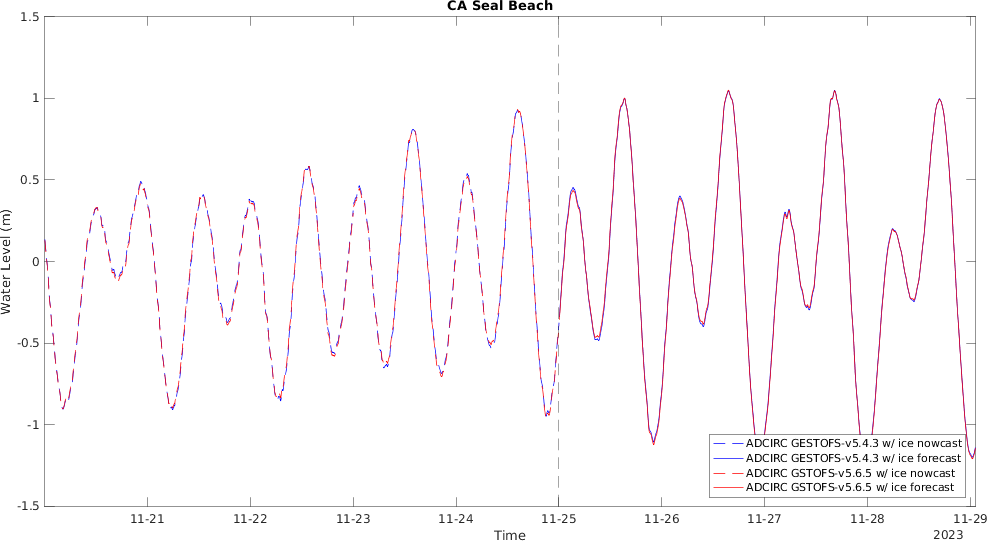 CA Seal Beach
1.5
1
0.5
0
-0.5
-1
-1.5
Water Level (m)
11-21
11-22
11-23
11-24
11-25
11-26
11-27
11-28
11-29
Time
2023
ADCIRC GESTOFS-v5.4.3 w/ ice nowcast
ADCIRC GESTOFS-v5.4.3 w/ ice forecast
ADCIRC GSTOFS-v5.6.5 w/ ice nowcast
ADCIRC GSTOFS-v5.6.5 w/ ice forecast